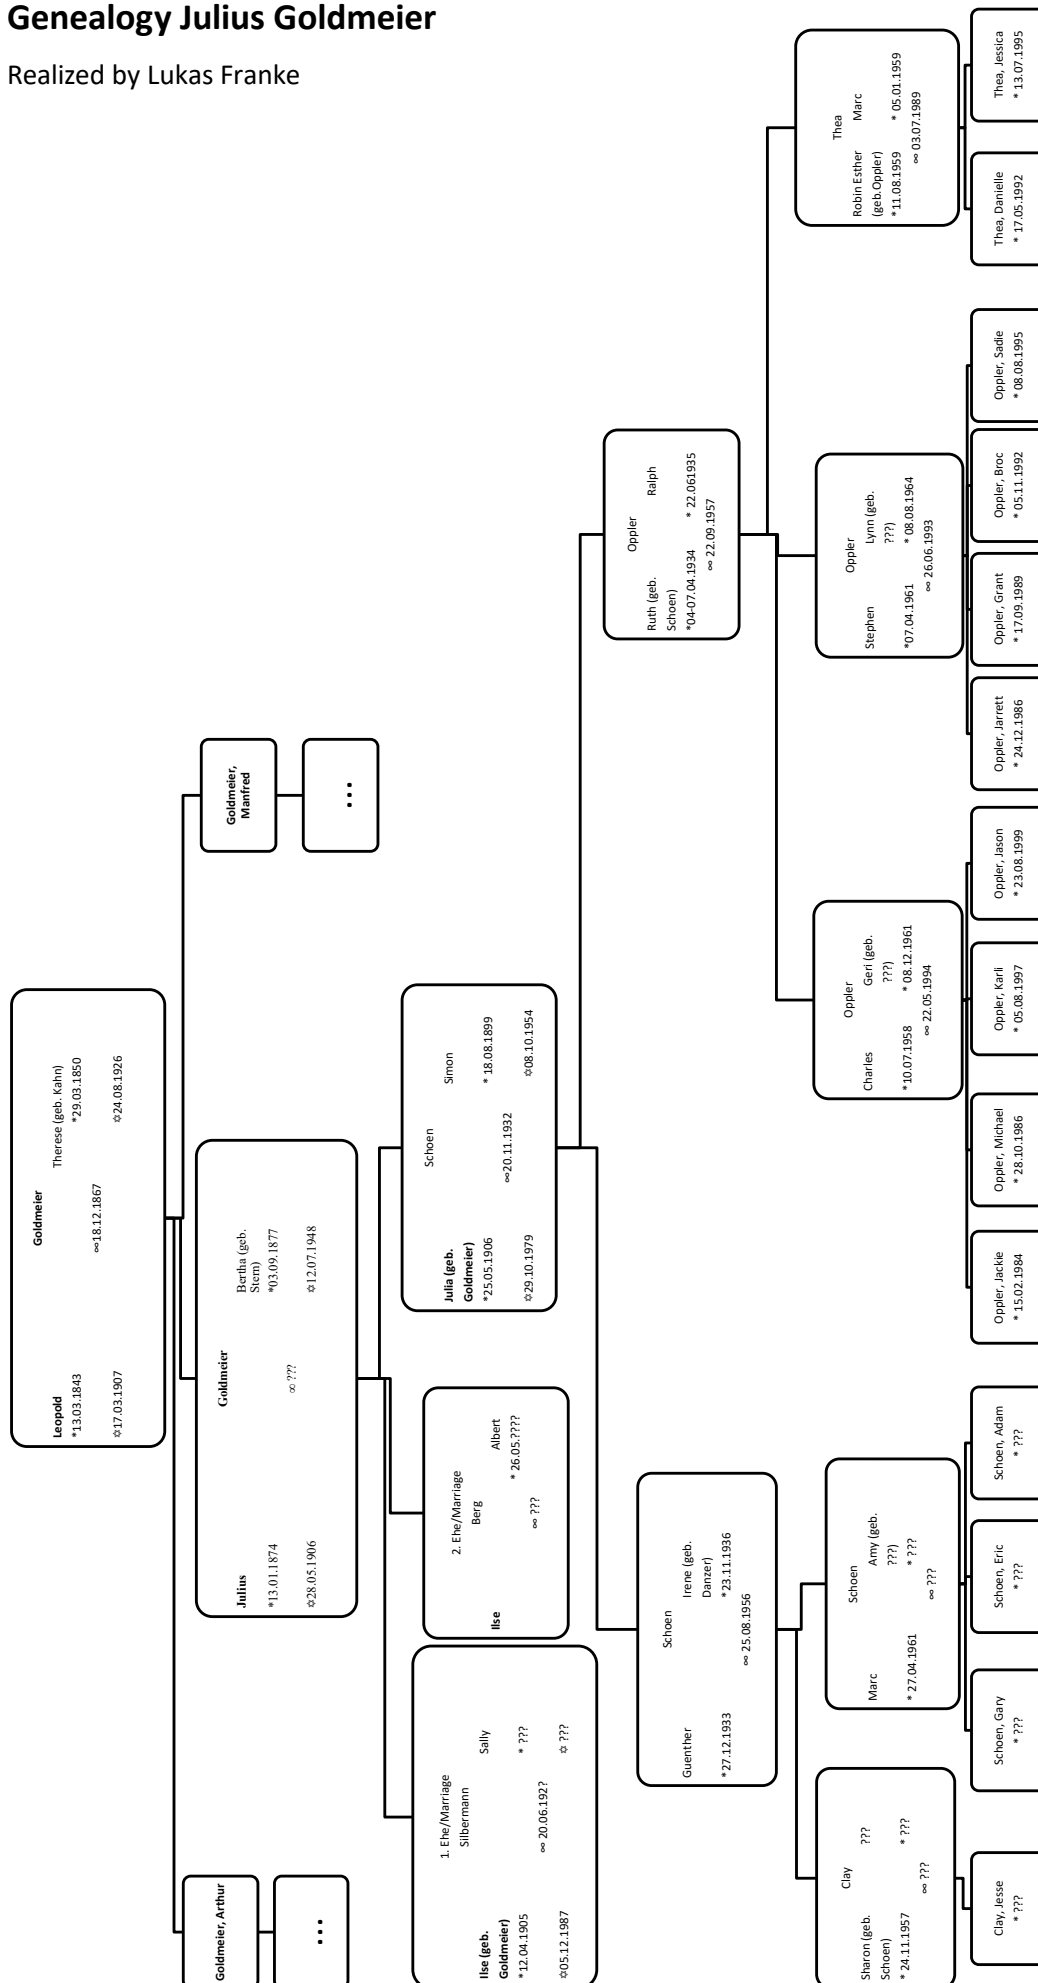 Genealogy Julius Goldmeier
Realized by Lukas Franke
Goldmeier
Leopold
Therese (geb. Kahn)
*13.03.1843
*29.03.1850
∞18.12.1867
✡17.03.1907
✡24.08.1926
Goldmeier, Arthur
...
Goldmeier
Julius
Bertha (geb.
Stern)
*13.01.1874
*03.09.1877
∞ ???
✡28.05.1906
✡12.07.1948
Goldmeier,
Manfred
...
1. Ehe/Marriage
Silbermann
Ilse (geb.
Goldmeier)
Sally
*12.04.1905
* ???
∞ 20.06.192?
✡05.12.1987
✡ ???
2. Ehe/Marriage
Berg
Ilse
Albert
* 26.05.????
∞ ???
Schoen
Julia (geb.
Goldmeier)
Simon
*25.05.1906
* 18.08.1899
∞20.11.1932
✡29.10.1979
✡08.10.1954
Schoen
Guenther
Irene (geb.
Danzer)
*27.12.1933
*23.11.1936
∞ 25.08.1956
Oppler
Ruth (geb.
Schoen)
Ralph
*04-07.04.1934
* 22.061935
∞ 22.09.1957
Clay
Sharon (geb.
Schoen)
???
* 24.11.1957
* ???
∞ ???
Schoen
Marc
Amy (geb.
???)
* 27.04.1961
* ???
∞ ???
Oppler
Charles
Geri (geb.
???)
*10.07.1958
* 08.12.1961
∞ 22.05.1994
Oppler
Stephen
Lynn (geb.
???)
*07.04.1961
* 08.08.1964
∞ 26.06.1993
Thea
Robin Esther
(geb.Oppler)
Marc
*11.08.1959
* 05.01.1959
∞ 03.07.1989
Clay, Jesse
* ???
Schoen, Gary
* ???
Schoen, Eric
* ???
Schoen, Adam
* ???
Oppler, Jackie
* 15.02.1984
Oppler, Michael
* 28.10.1986
Oppler, Karli
* 05.08.1997
Oppler, Jason
* 23.08.1999
Oppler, Jarrett
* 24.12.1986
Oppler, Grant
* 17.09.1989
Oppler, Broc
* 05.11.1992
Oppler, Sadie
* 08.08.1995
Thea, Danielle
* 17.05.1992
Thea, Jessica
* 13.07.1995